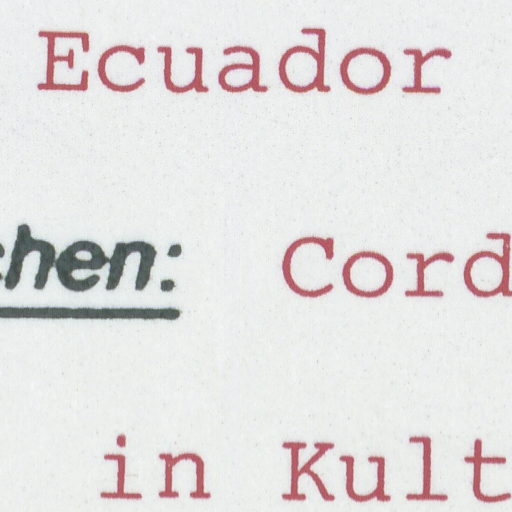 Ecuador
chen: Cord
in Kult